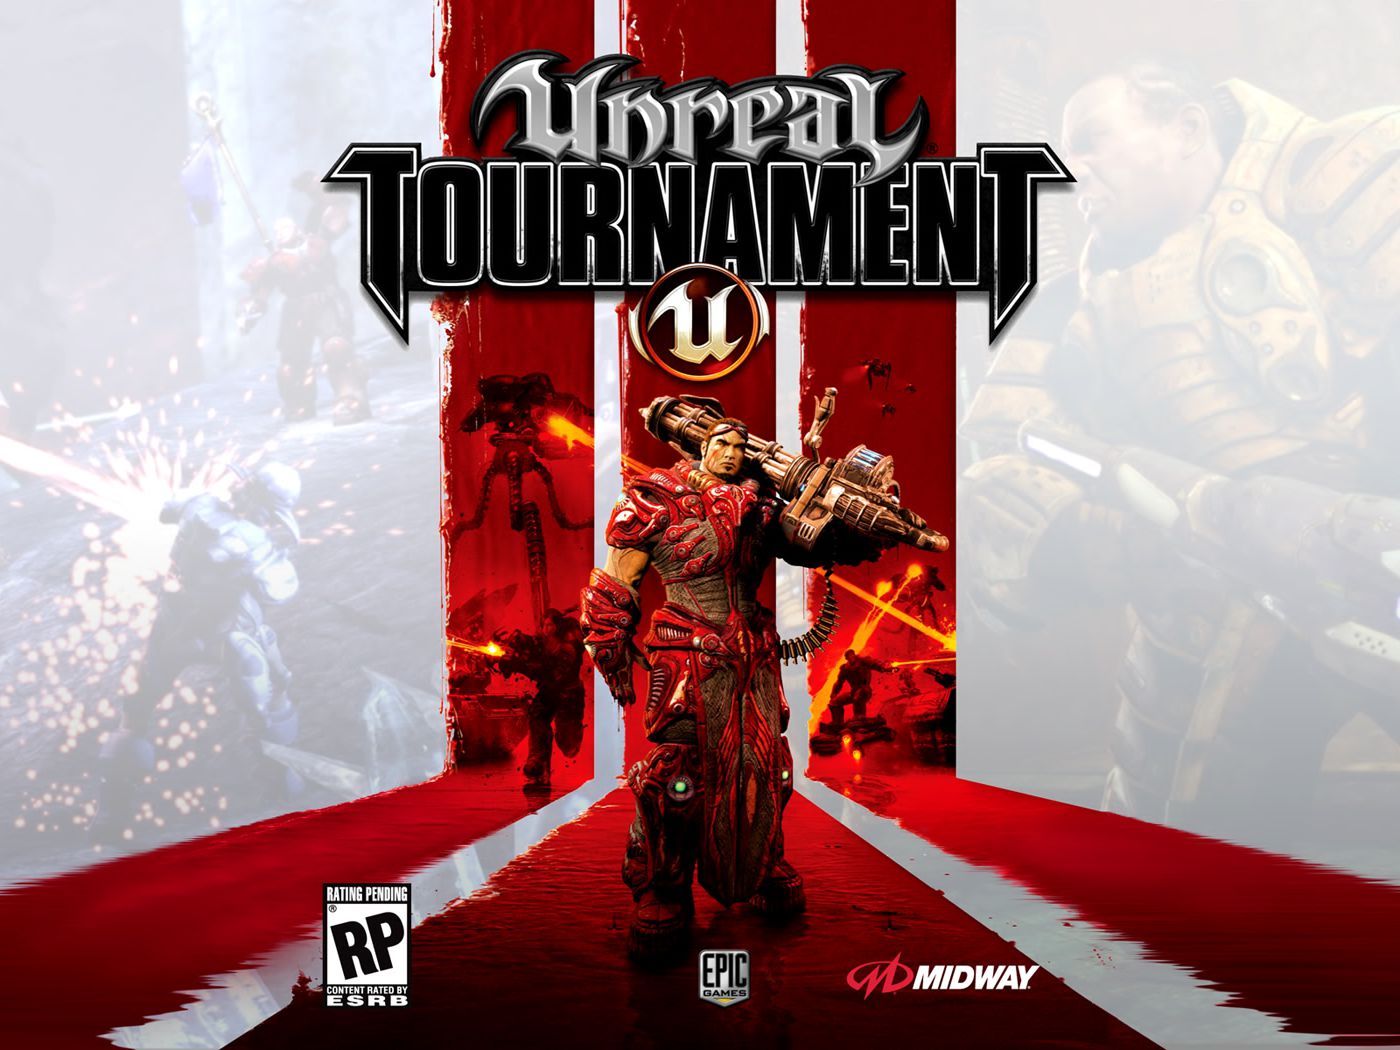 Unreal®
TOURNAMENT
U
RATING PENDING
®
RP
CONTENT RATED BY
ESRB
EPIC
GAMES
MIDWAY